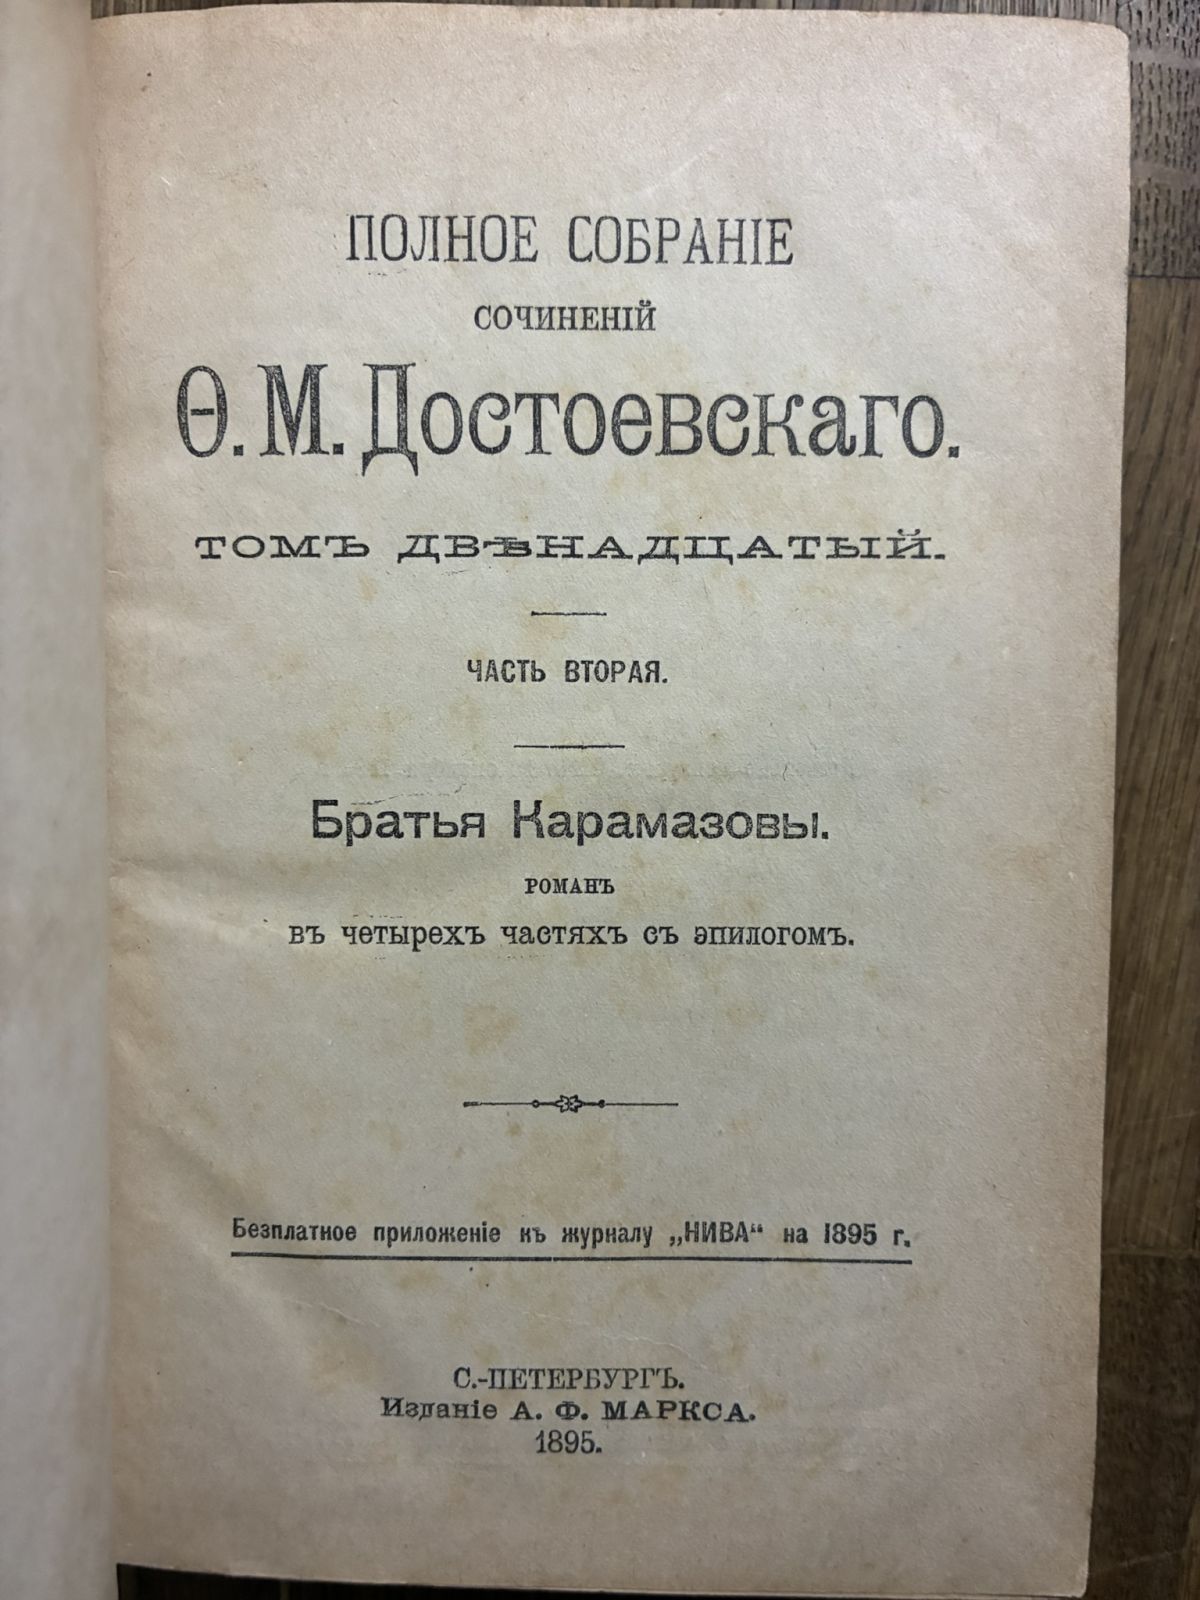 ПОЛНОЕ СОБРАНІЕ
СОЧИНЕНІЙ
Ѳ. М. Достоевскаго.
ТОМЪ ДВѢНАДЦАТЫЙ.
ЧАСТЬ ВТОРАЯ.
Братья Карамазовы.
РОМАНЪ
въ четырехъ частяхъ съ эпилогомъ.
Безплатное приложеніе къ журналу „НИВА“ на 1895 г.
С.-ПЕТЕРБУРГЪ.
Изданіе А. Ф. МАРКСА.
1895.